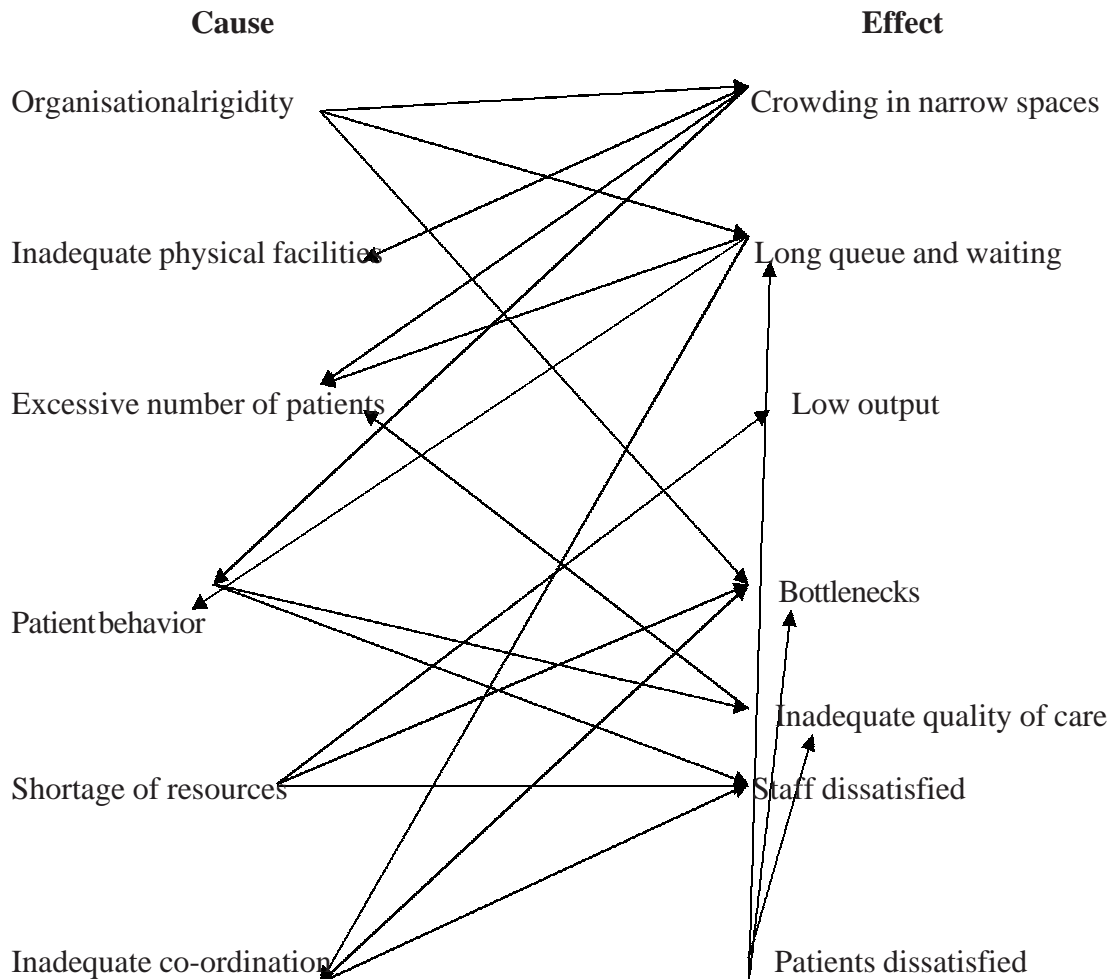 Cause Effect
Organisationalrigidity Crowding in narrow spaces
Inadequate physical facilities Long queue and waiting
Excessive number of patients Low output
Bottlenecks
Patientbehavior
Inadequate quality of care
Shortage of resources Staff dissatisfied
Inadequate co-ordination Patients dissatisfied